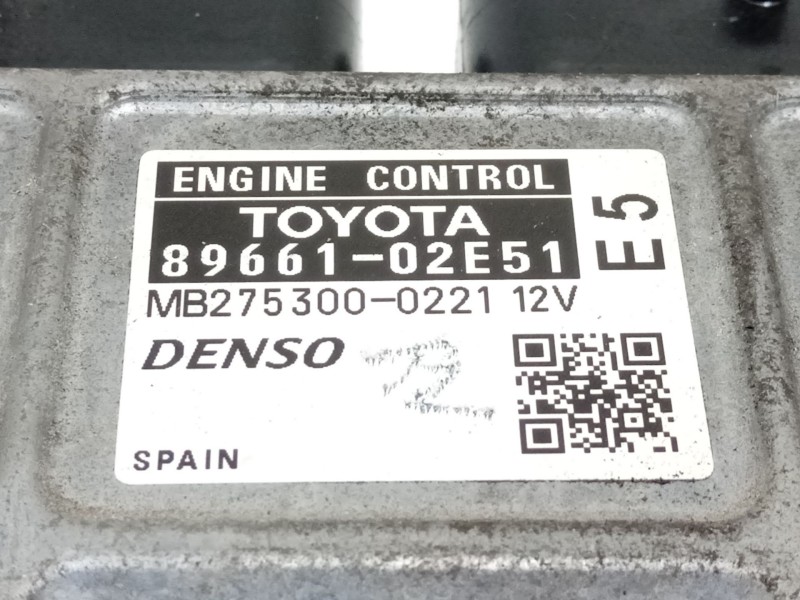 ENGINE CONTROL
TOYOTA
89661-02E51
E5
MB275300-0221 12V
DENSO
SPAIN